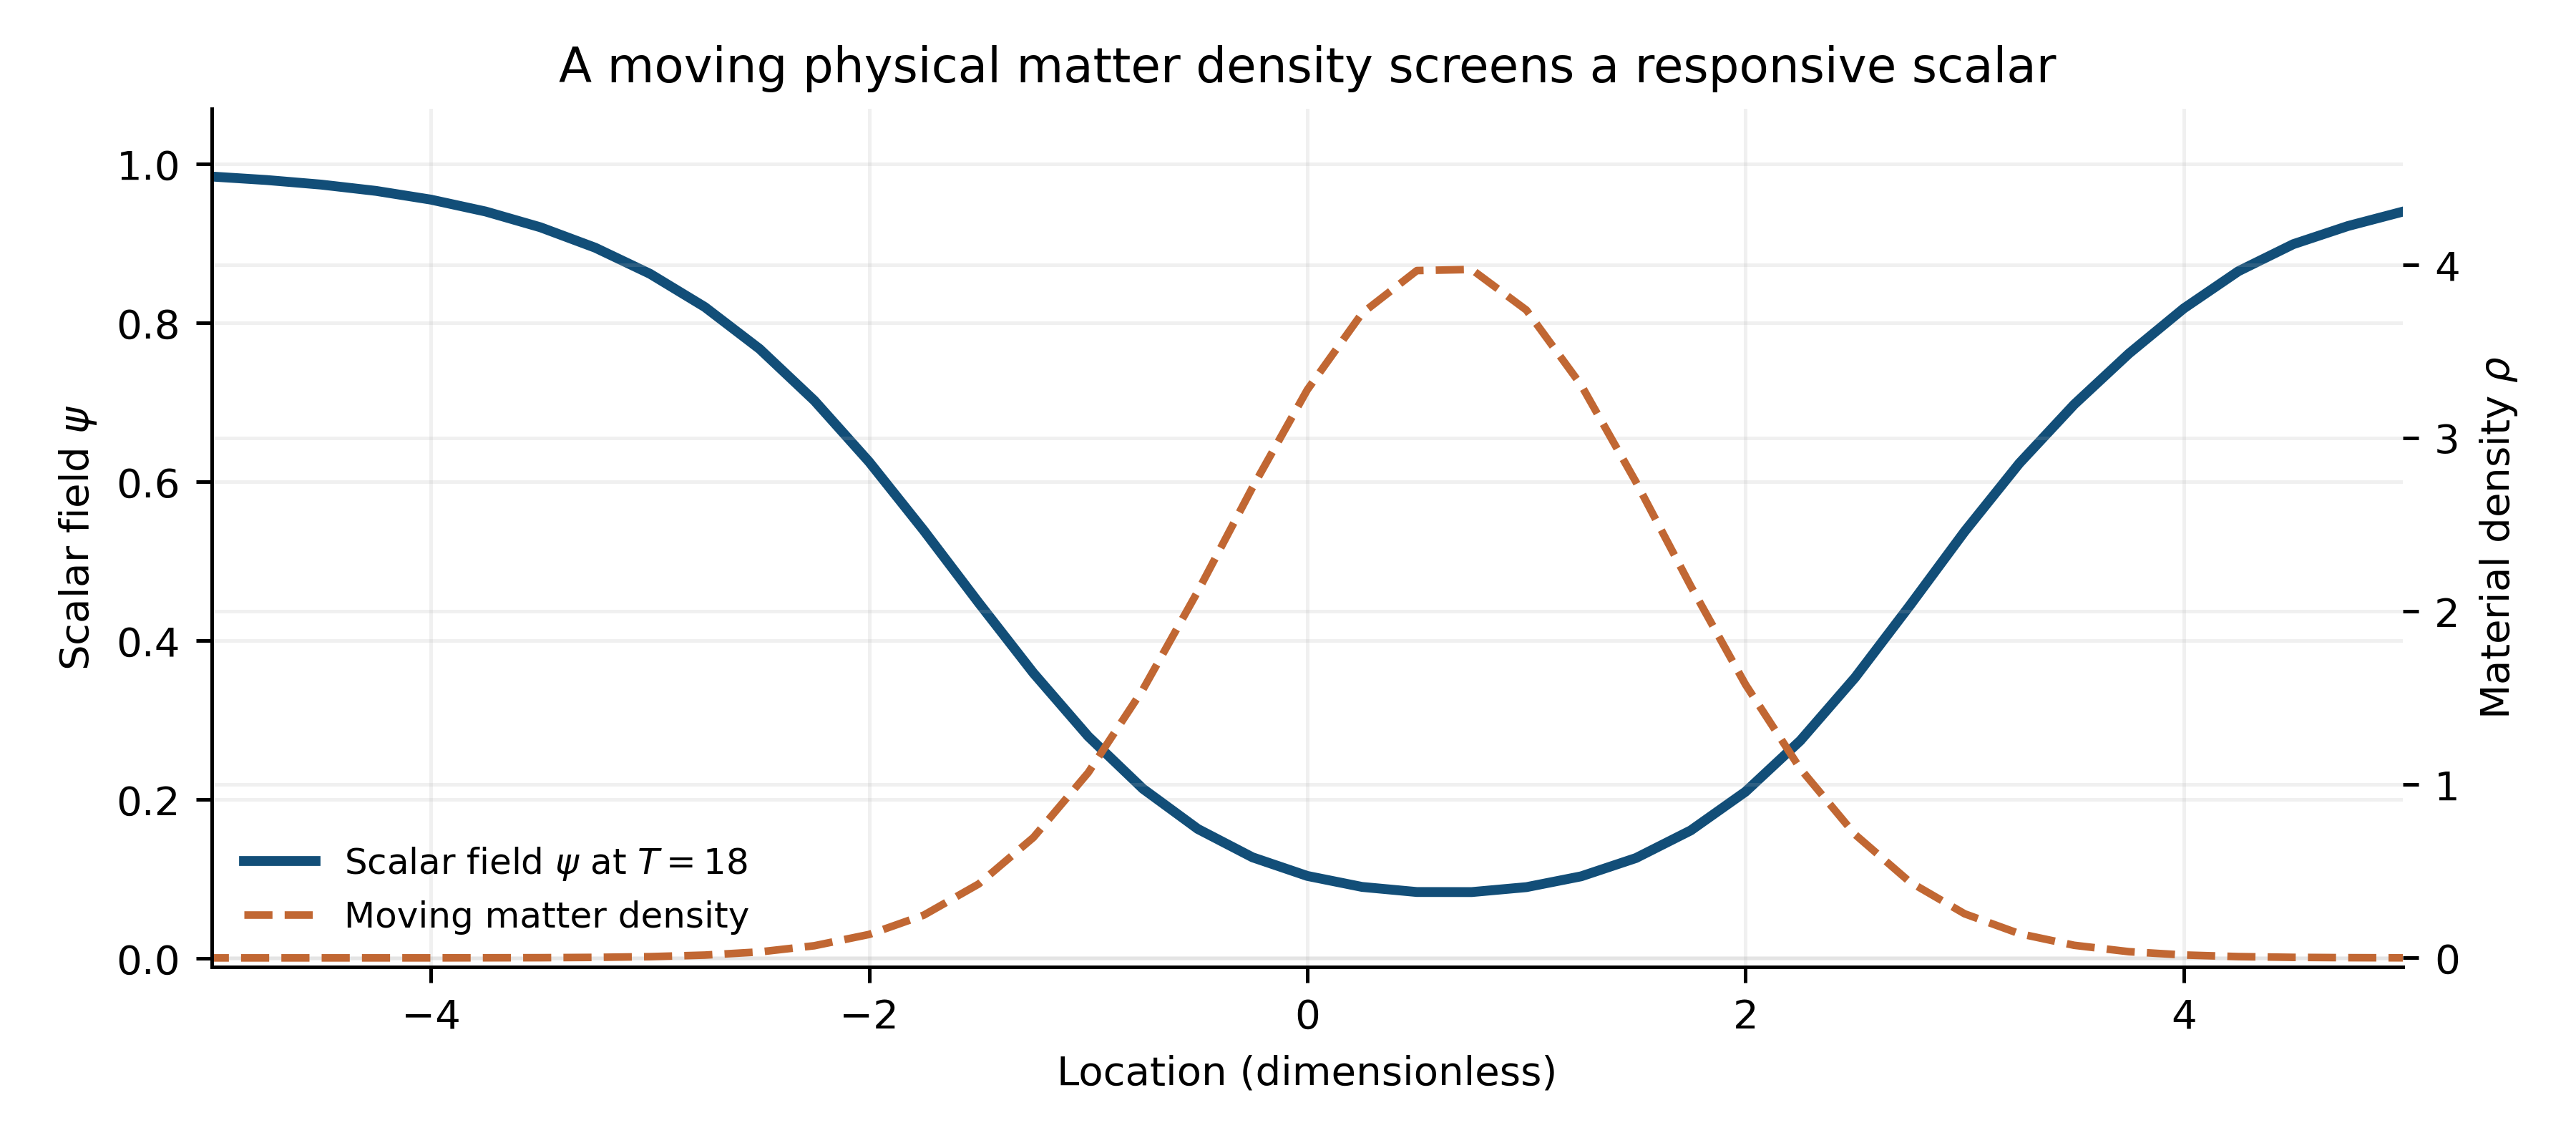 A moving physical matter density screens a responsive scalar
1.0
0.8
0.6
0.4
0.2
0.0
Scalar field ψ
4
3
2
1
0
Material density ρ
Scalar field ψ at T = 18
Moving matter density
−4
−2
0
2
4
Location (dimensionless)